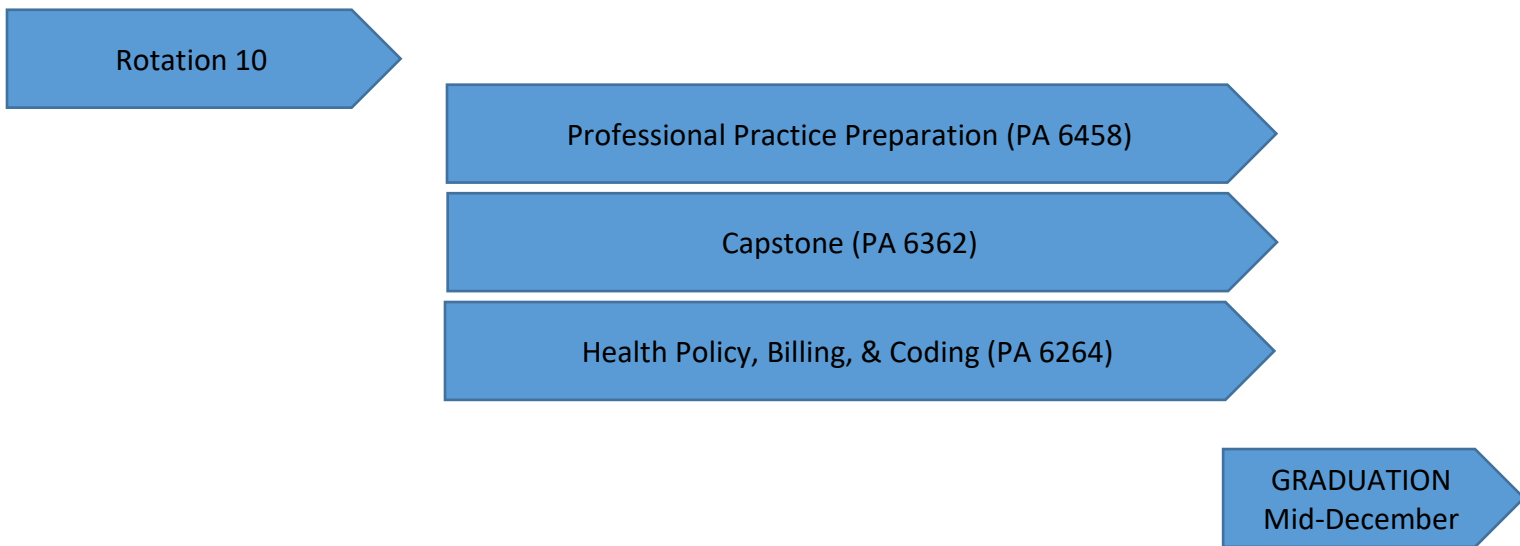 Rotation 10
Professional Practice Preparation (PA 6458)
Capstone (PA 6362)
Health Policy, Billing, & Coding (PA 6264)
GRADUATION
Mid-December